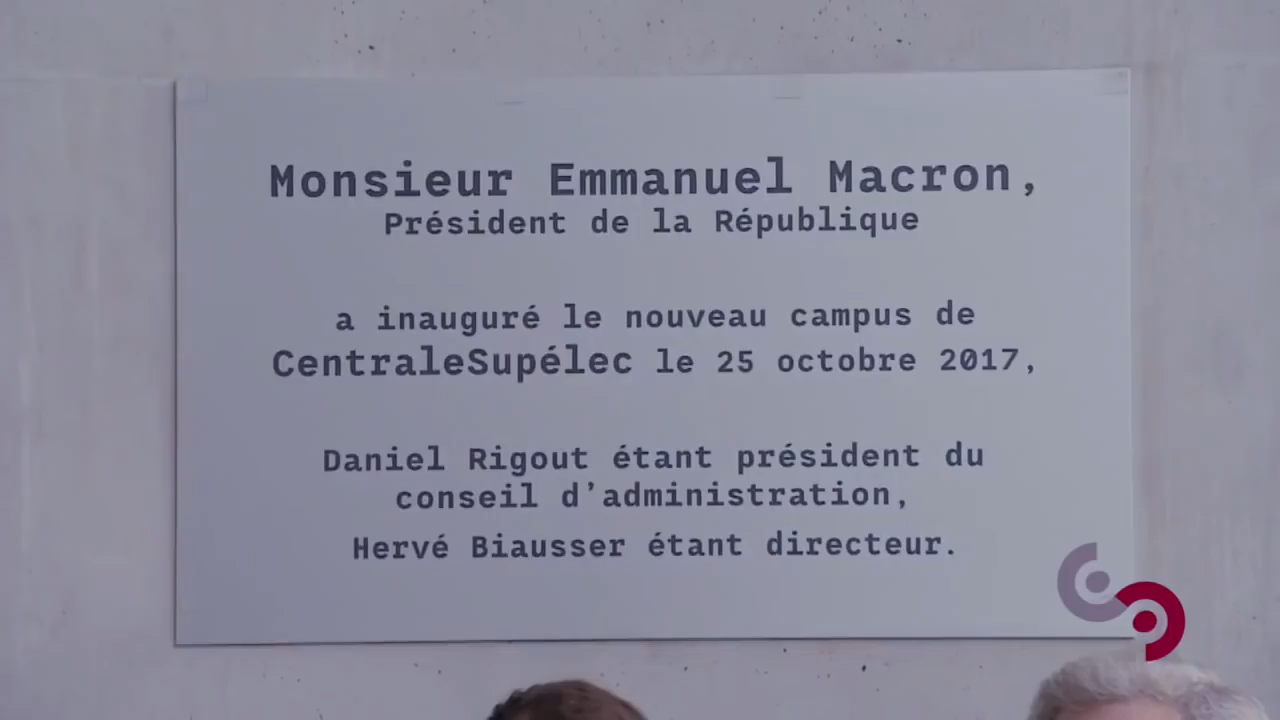 Monsieur Emmanuel Macron,
Président de la République
a inauguré le nouveau campus de
CentraleSupélec le 25 octobre 2017,
Daniel Rigout étant président du
conseil d'administration,
Hervé Biausser étant directeur.